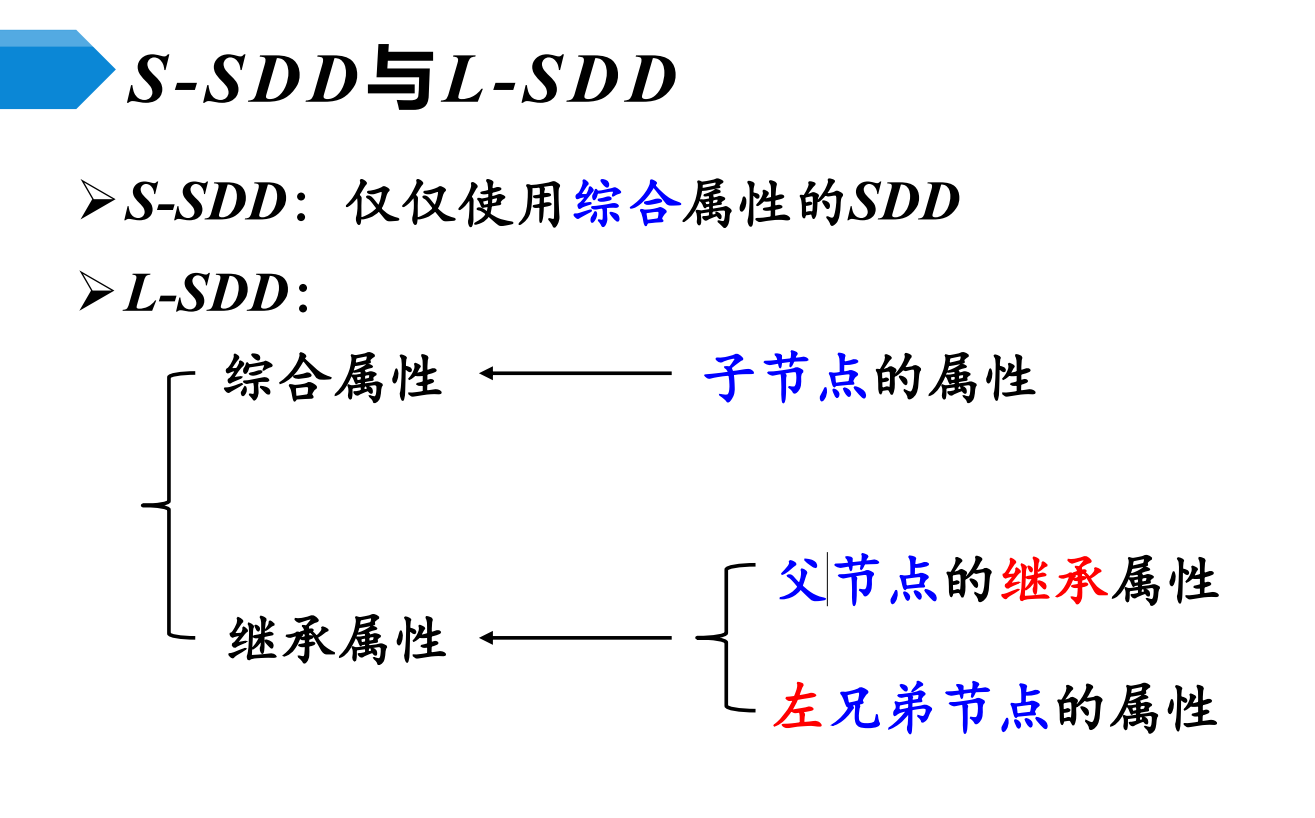 S-SDD与L-SDD
S-SDD：仅仅使用综合属性的SDD
L-SDD：
综合属性 子节点的属性
父节点的继承属性
继承属性
左兄弟节点的属性